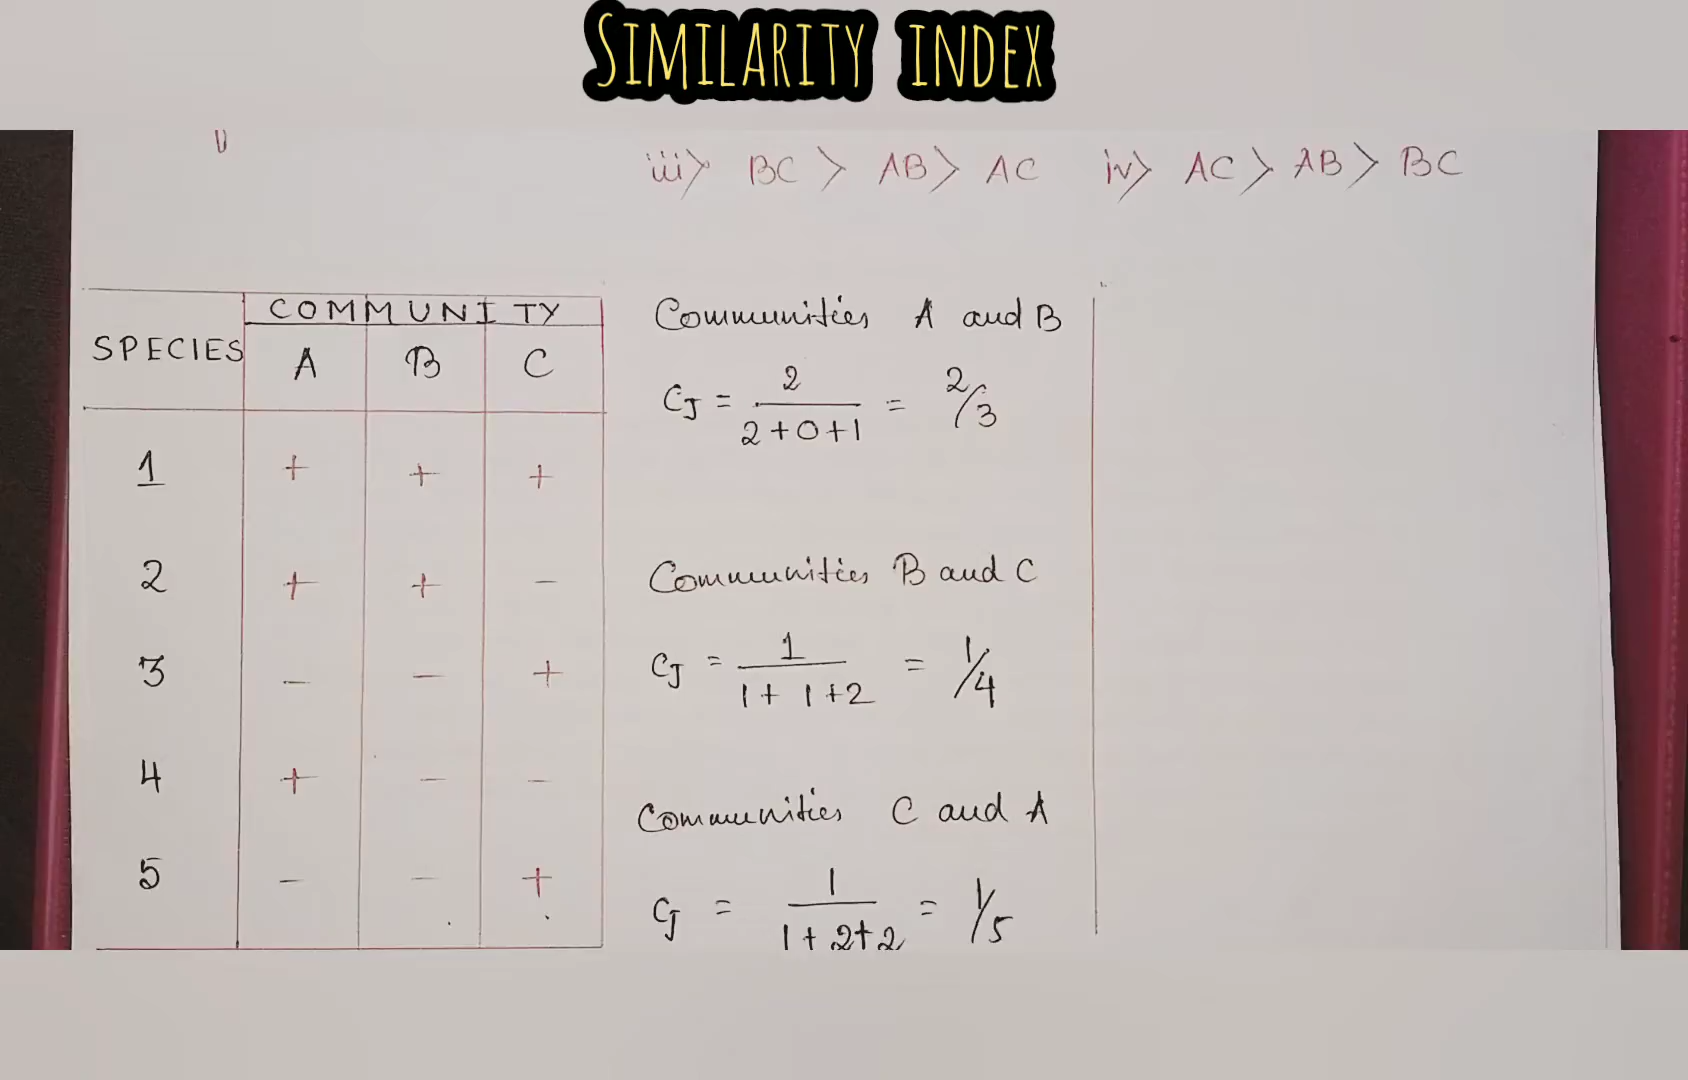 SIMILARITY INDEX
iii> BC > AB > AC iv> AC > AB > BC
COMMUNITY
SPECIES A B C
1 + + +
2 + + -
3 - - +
4 + - -
5 - - +
Communities A and B
CJ = 2 / 2+0+1 = 2/3
Communities B and C
CJ = 1 / 1+1+2 = 1/4
Communities C and A
CJ = 1 / 1+2+2 = 1/5